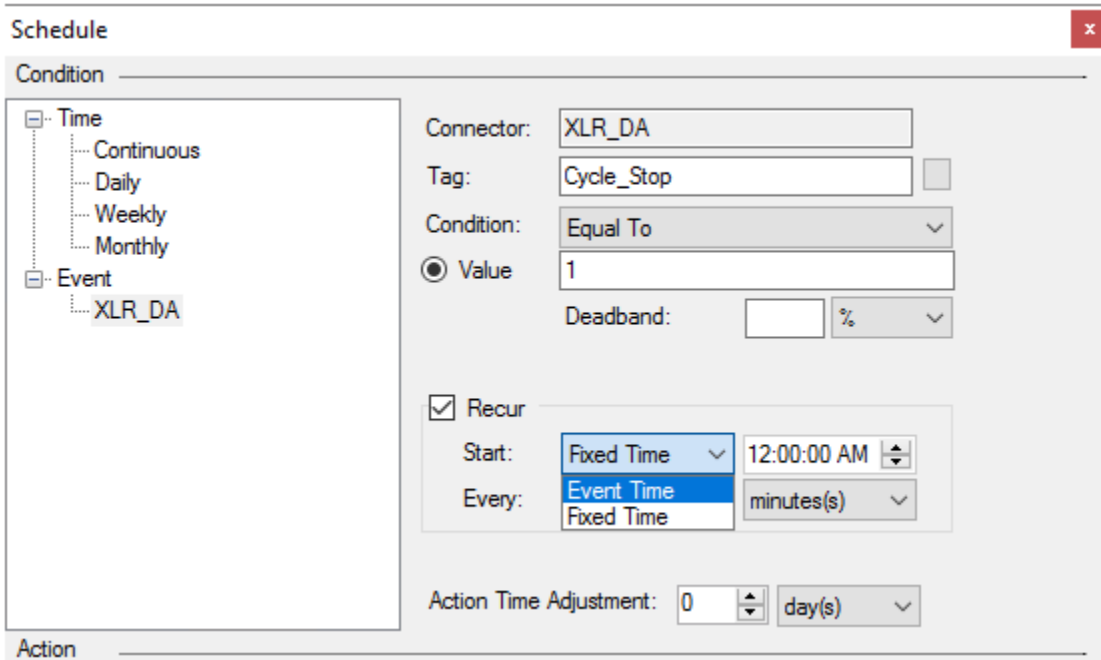 Schedule
x
Condition
Time
Continuous
Daily
Weekly
Monthly
Event
XLR_DA
Connector: XLR_DA
Tag: Cycle_Stop
Condition: Equal To
Value 1
Deadband: %
Recur
Start: Fixed Time 12:00:00 AM
Event Time
Every: minutes(s)
Fixed Time
Action Time Adjustment: 0 day(s)
Action